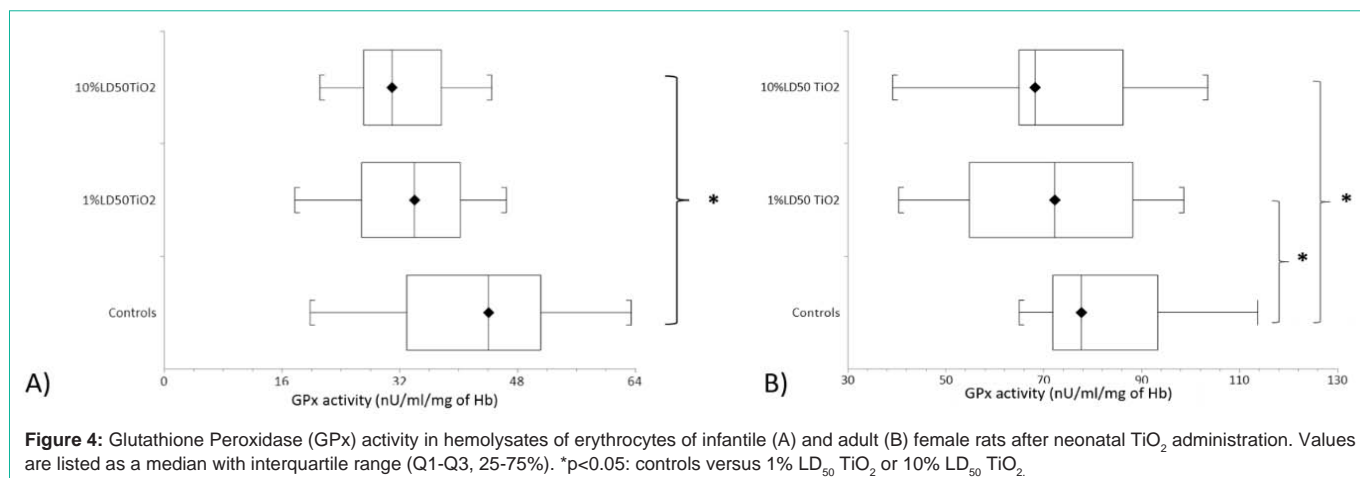 10%LD50TiO2
1%LD50TiO2
Controls
*
A)
0 16 32 48 64
GPx activity (nU/ml/mg of Hb)
10%LD50 TiO2
1%LD50 TiO2
Controls
*
*
B)
30 50 70 90 110 130
GPx activity (nU/ml/mg of Hb)
Figure 4: Glutathione Peroxidase (GPx) activity in hemolysates of erythrocytes of infantile (A) and adult (B) female rats after neonatal TiO₂ administration. Values
are listed as a median with interquartile range (Q1-Q3, 25-75%). *p<0.05: controls versus 1% LD₅₀ TiO₂ or 10% LD₅₀ TiO₂.